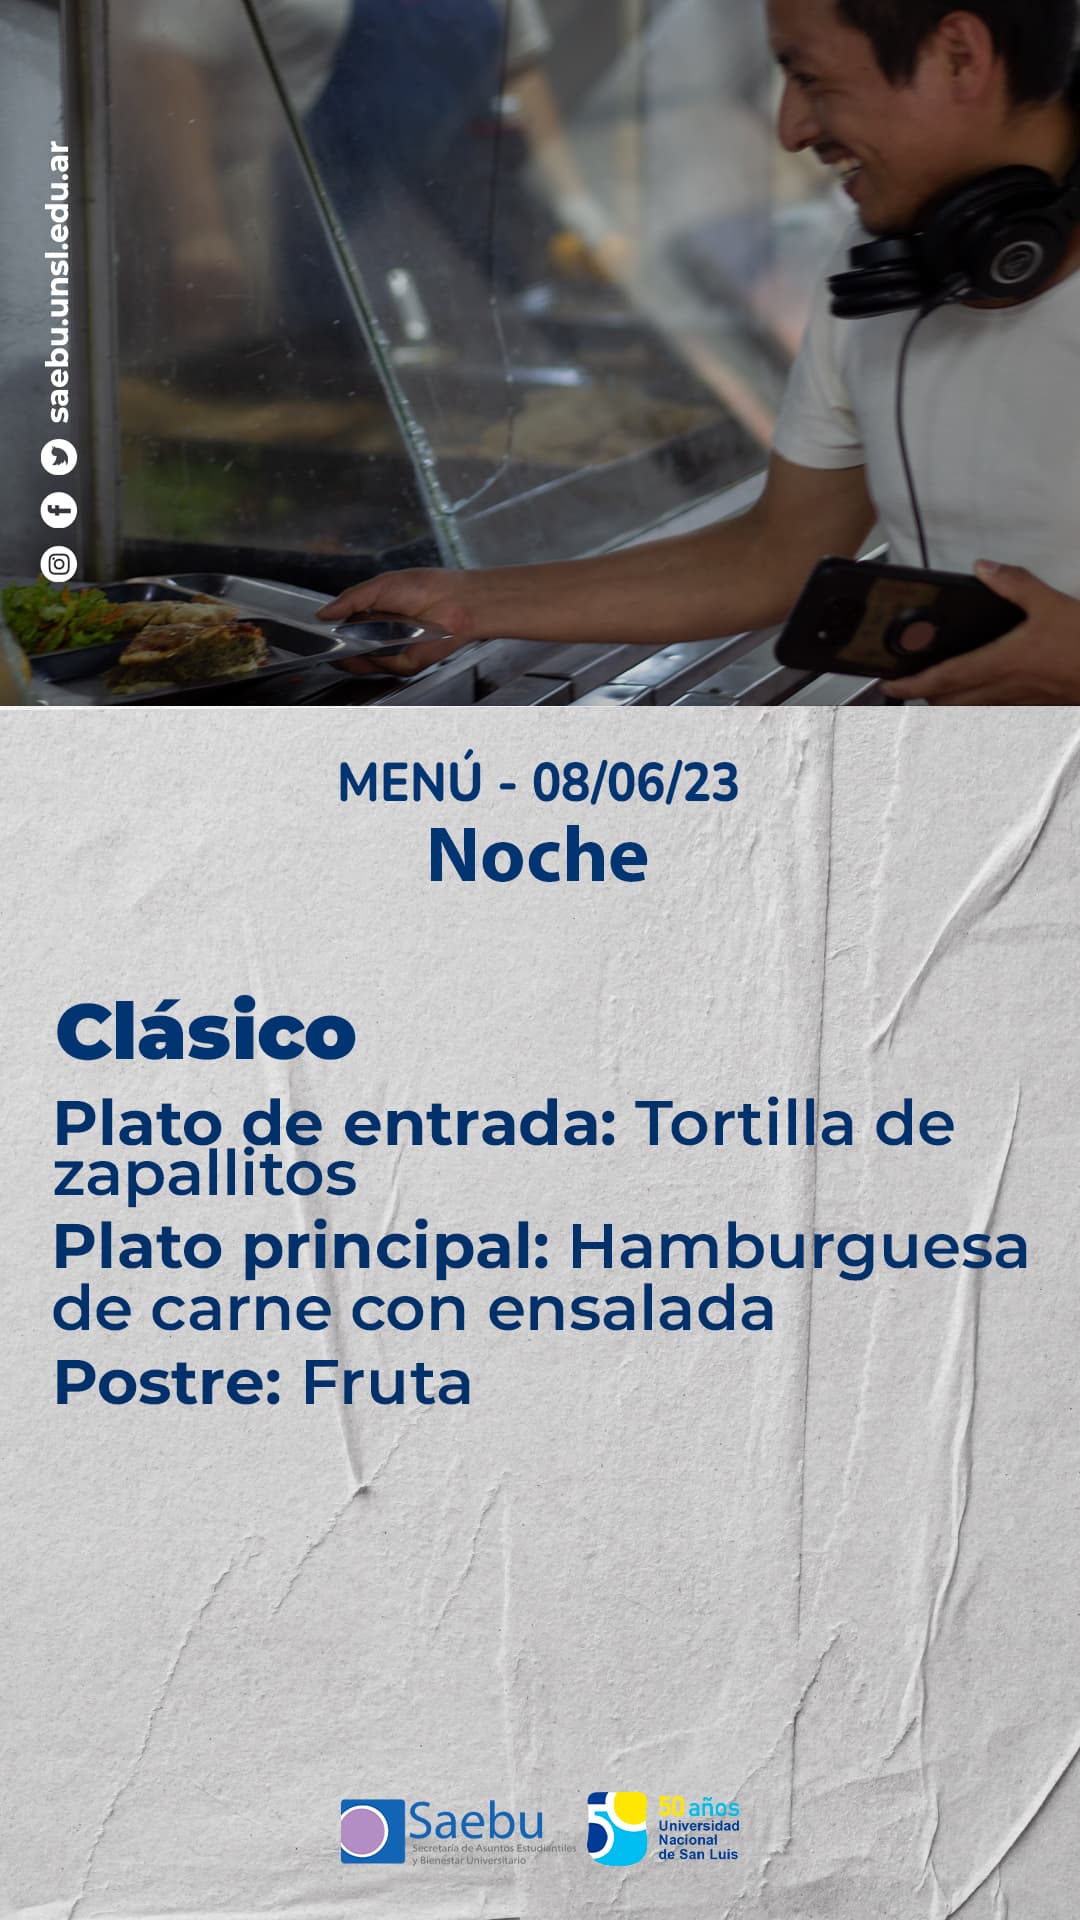 saebu.unsl.edu.ar
MENÚ - 08/06/23
Noche
Clásico
Plato de entrada: Tortilla de
zapallitos
Plato principal: Hamburguesa
de carne con ensalada
Postre: Fruta
Saebu
Secretaría de Asuntos Estudiantiles
y Bienestar Universitario
50 años
Universidad
Nacional
de San Luis